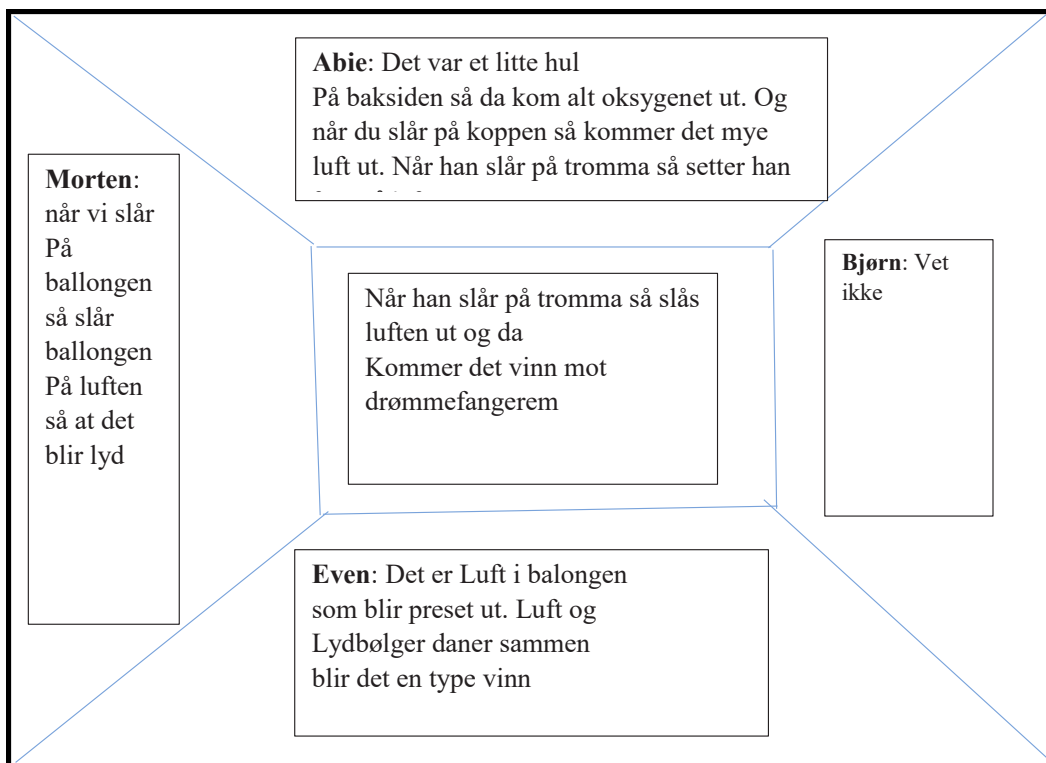 Abie: Det var et litte hul
På baksiden så da kom alt oksygenet ut. Og
når du slår på koppen så kommer det mye
luft ut. Når han slår på tromma så setter han
Morten:
når vi slår
På
ballongen
så slår
ballongen
På luften
så at det
blir lyd
Når han slår på tromma så slås
luften ut og da
Kommer det vinn mot
drømmefangerem
Bjørn: Vet
ikke
Even: Det er Luft i balongen
som blir preset ut. Luft og
Lydbølger daner sammen
blir det en type vinn